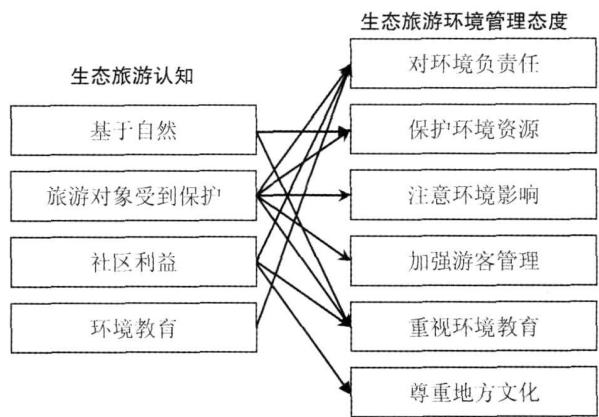 生态旅游环境管理态度
生态旅游认知
对环境负责任
基于自然
保护环境资源
旅游对象受到保护
注意环境影响
社区利益
加强游客管理
环境教育
重视环境教育
尊重地方文化